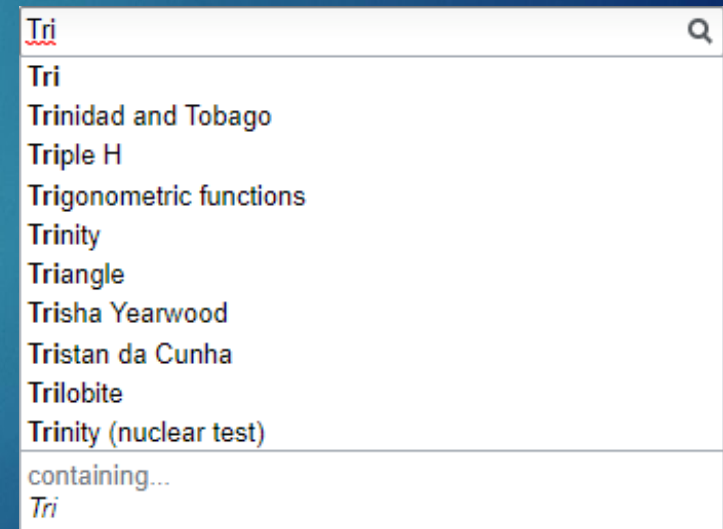 Tri
Tri
Trinidad and Tobago
Triple H
Trigonometric functions
Trinity
Triangle
Trisha Yearwood
Tristan da Cunha
Trilobite
Trinity (nuclear test)
containing...
Tri